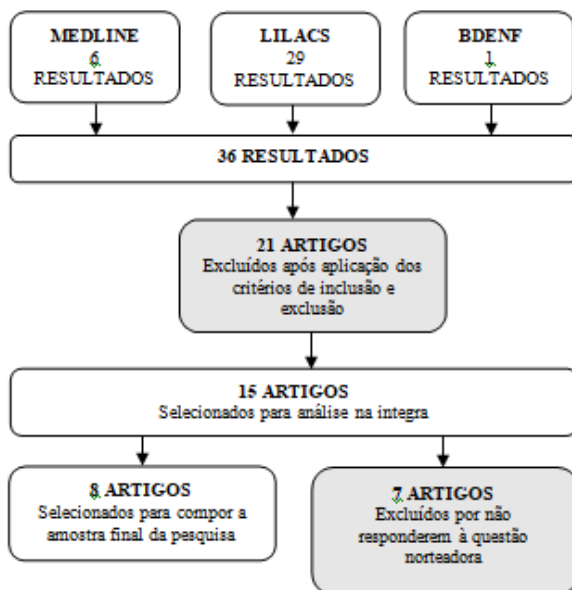 MEDLINE
6
RESULTADOS
LILACS
29
RESULTADOS
BDENF
1
RESULTADOS
36 RESULTADOS
21 ARTIGOS
Excluídos após aplicação dos
critérios de inclusão e
exclusão
15 ARTIGOS
Selecionados para análise na integra
8 ARTIGOS
Selecionados para compor a
amostra final da pesquisa
7 ARTIGOS
Excluídos por não
responderem à questão
norteadora